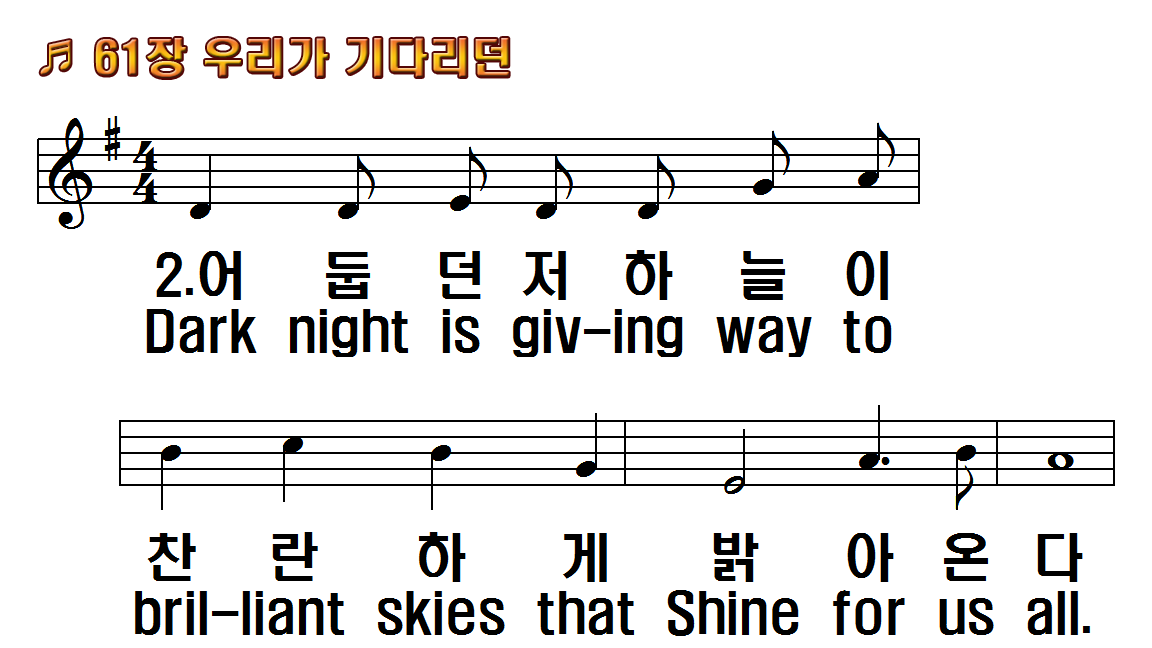 ♬ 61장 우리가 기다리던
4/4
2.어 둡 던 저 하 늘 이
Dark night is giv-ing way to
찬 란 하 게 밝 아 온 다
bril-liant skies that Shine for us all.